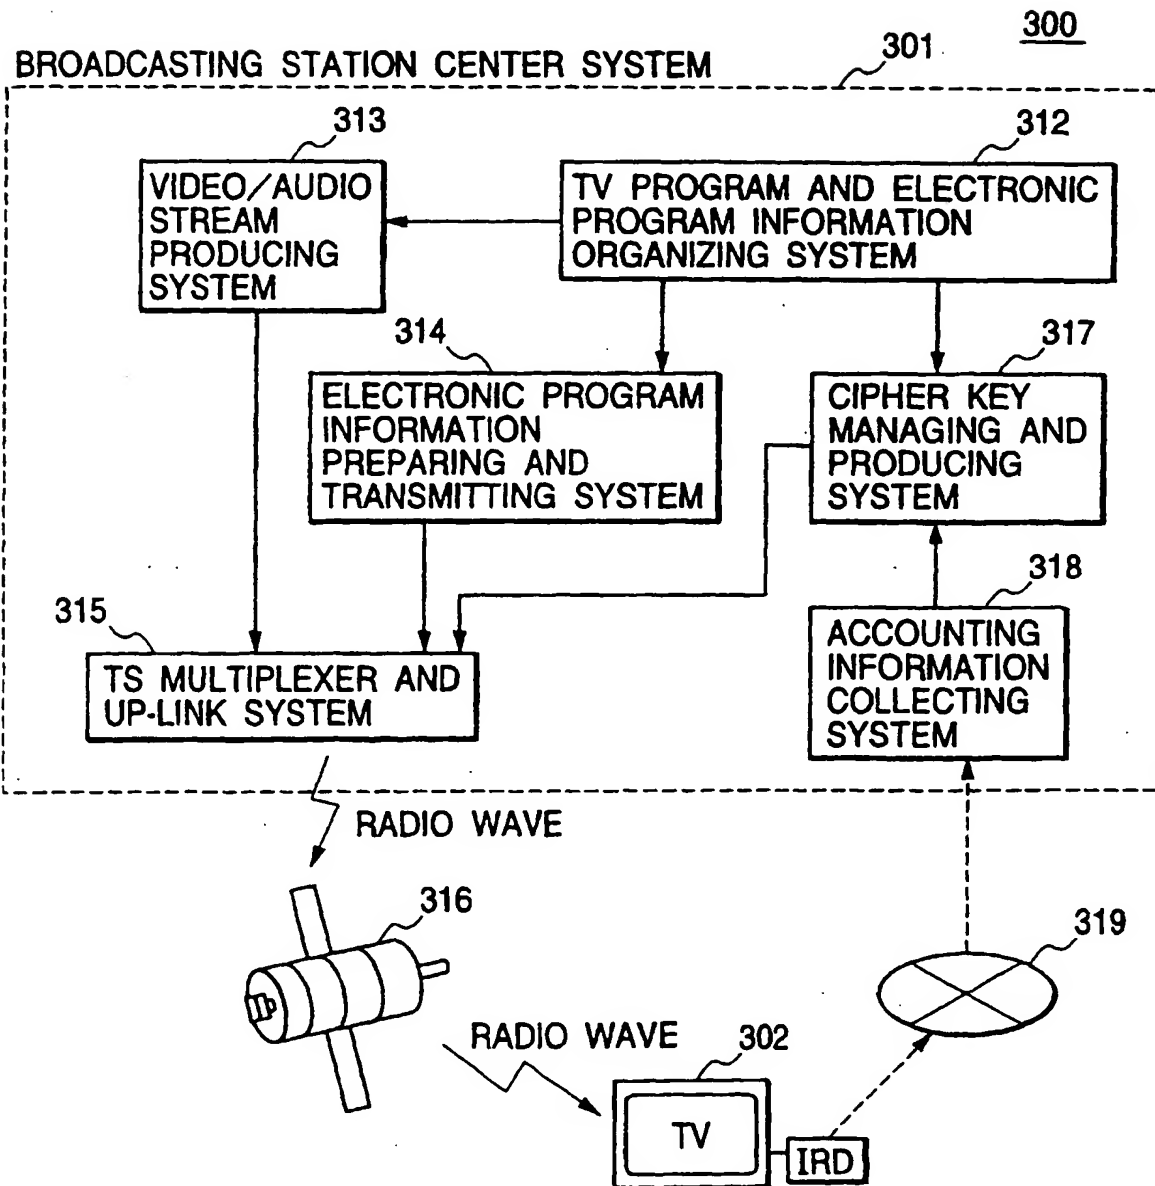 300
BROADCASTING STATION CENTER SYSTEM
301
313
312
VIDEO/AUDIO
STREAM
PRODUCING
SYSTEM
TV PROGRAM AND ELECTRONIC
PROGRAM INFORMATION
ORGANIZING SYSTEM
314
317
ELECTRONIC PROGRAM
INFORMATION
PREPARING AND
TRANSMITTING SYSTEM
CIPHER KEY
MANAGING AND
PRODUCING
SYSTEM
315
318
TS MULTIPLEXER AND
UP-LINK SYSTEM
ACCOUNTING
INFORMATION
COLLECTING
SYSTEM
RADIO WAVE
316
319
RADIO WAVE
302
TV
IRD